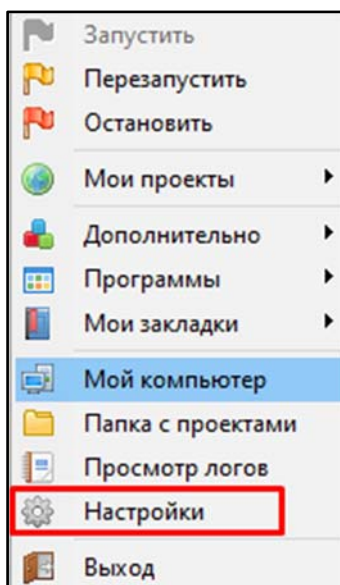 Запустить
Перезапустить
Остановить
Мои проекты
Дополнительно
Программы
Мои закладки
Мой компьютер
Папка с проектами
Просмотр логов
Настройки
Выход